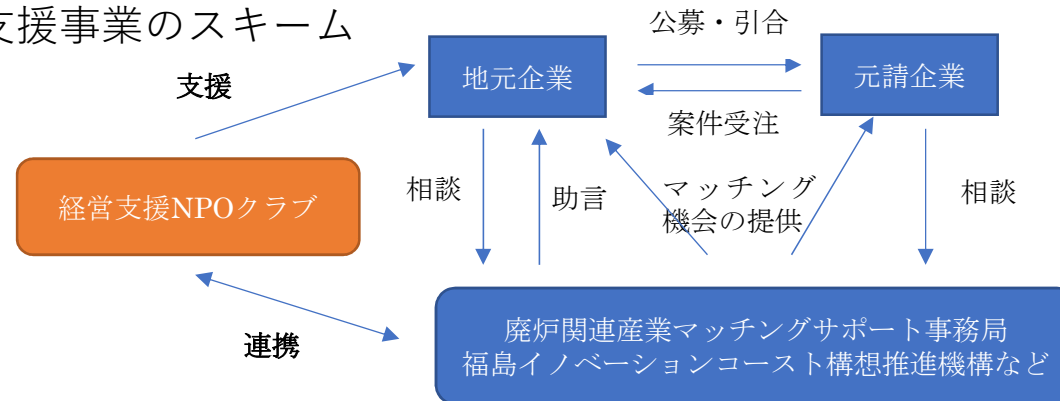 支援事業のスキーム
公募・引合
支援
地元企業
元請企業
案件受注
経営支援NPOクラブ
相談
助言
マッチング
機会の提供
相談
連携
廃炉関連産業マッチングサポート事務局
福島イノベーションコースト構想推進機構など